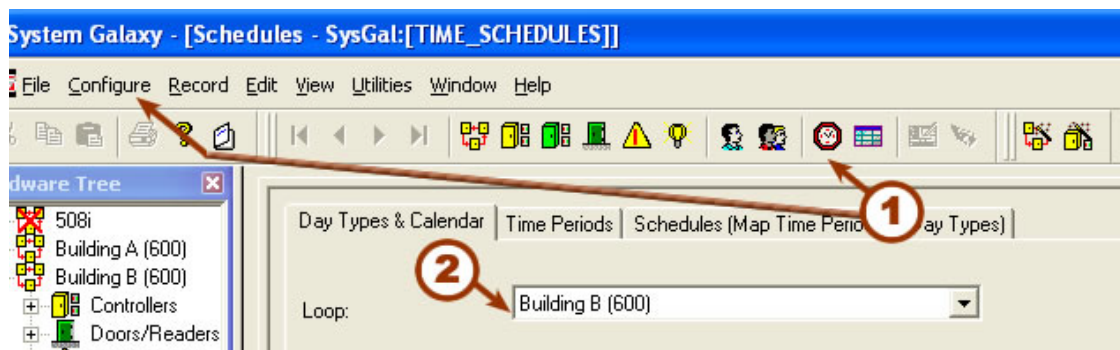 System Galaxy - [Schedules - SysGal:[TIME_SCHEDULES]]
File Configure Record Edit View Utilities Window Help
dware Tree
1
508i
Day Types & Calendar Time Periods Schedules (Map Time Perio ay Types)
Building A (600)
2
Building B (600)
Loop: Building B (600)
Controllers
Doors/Readers